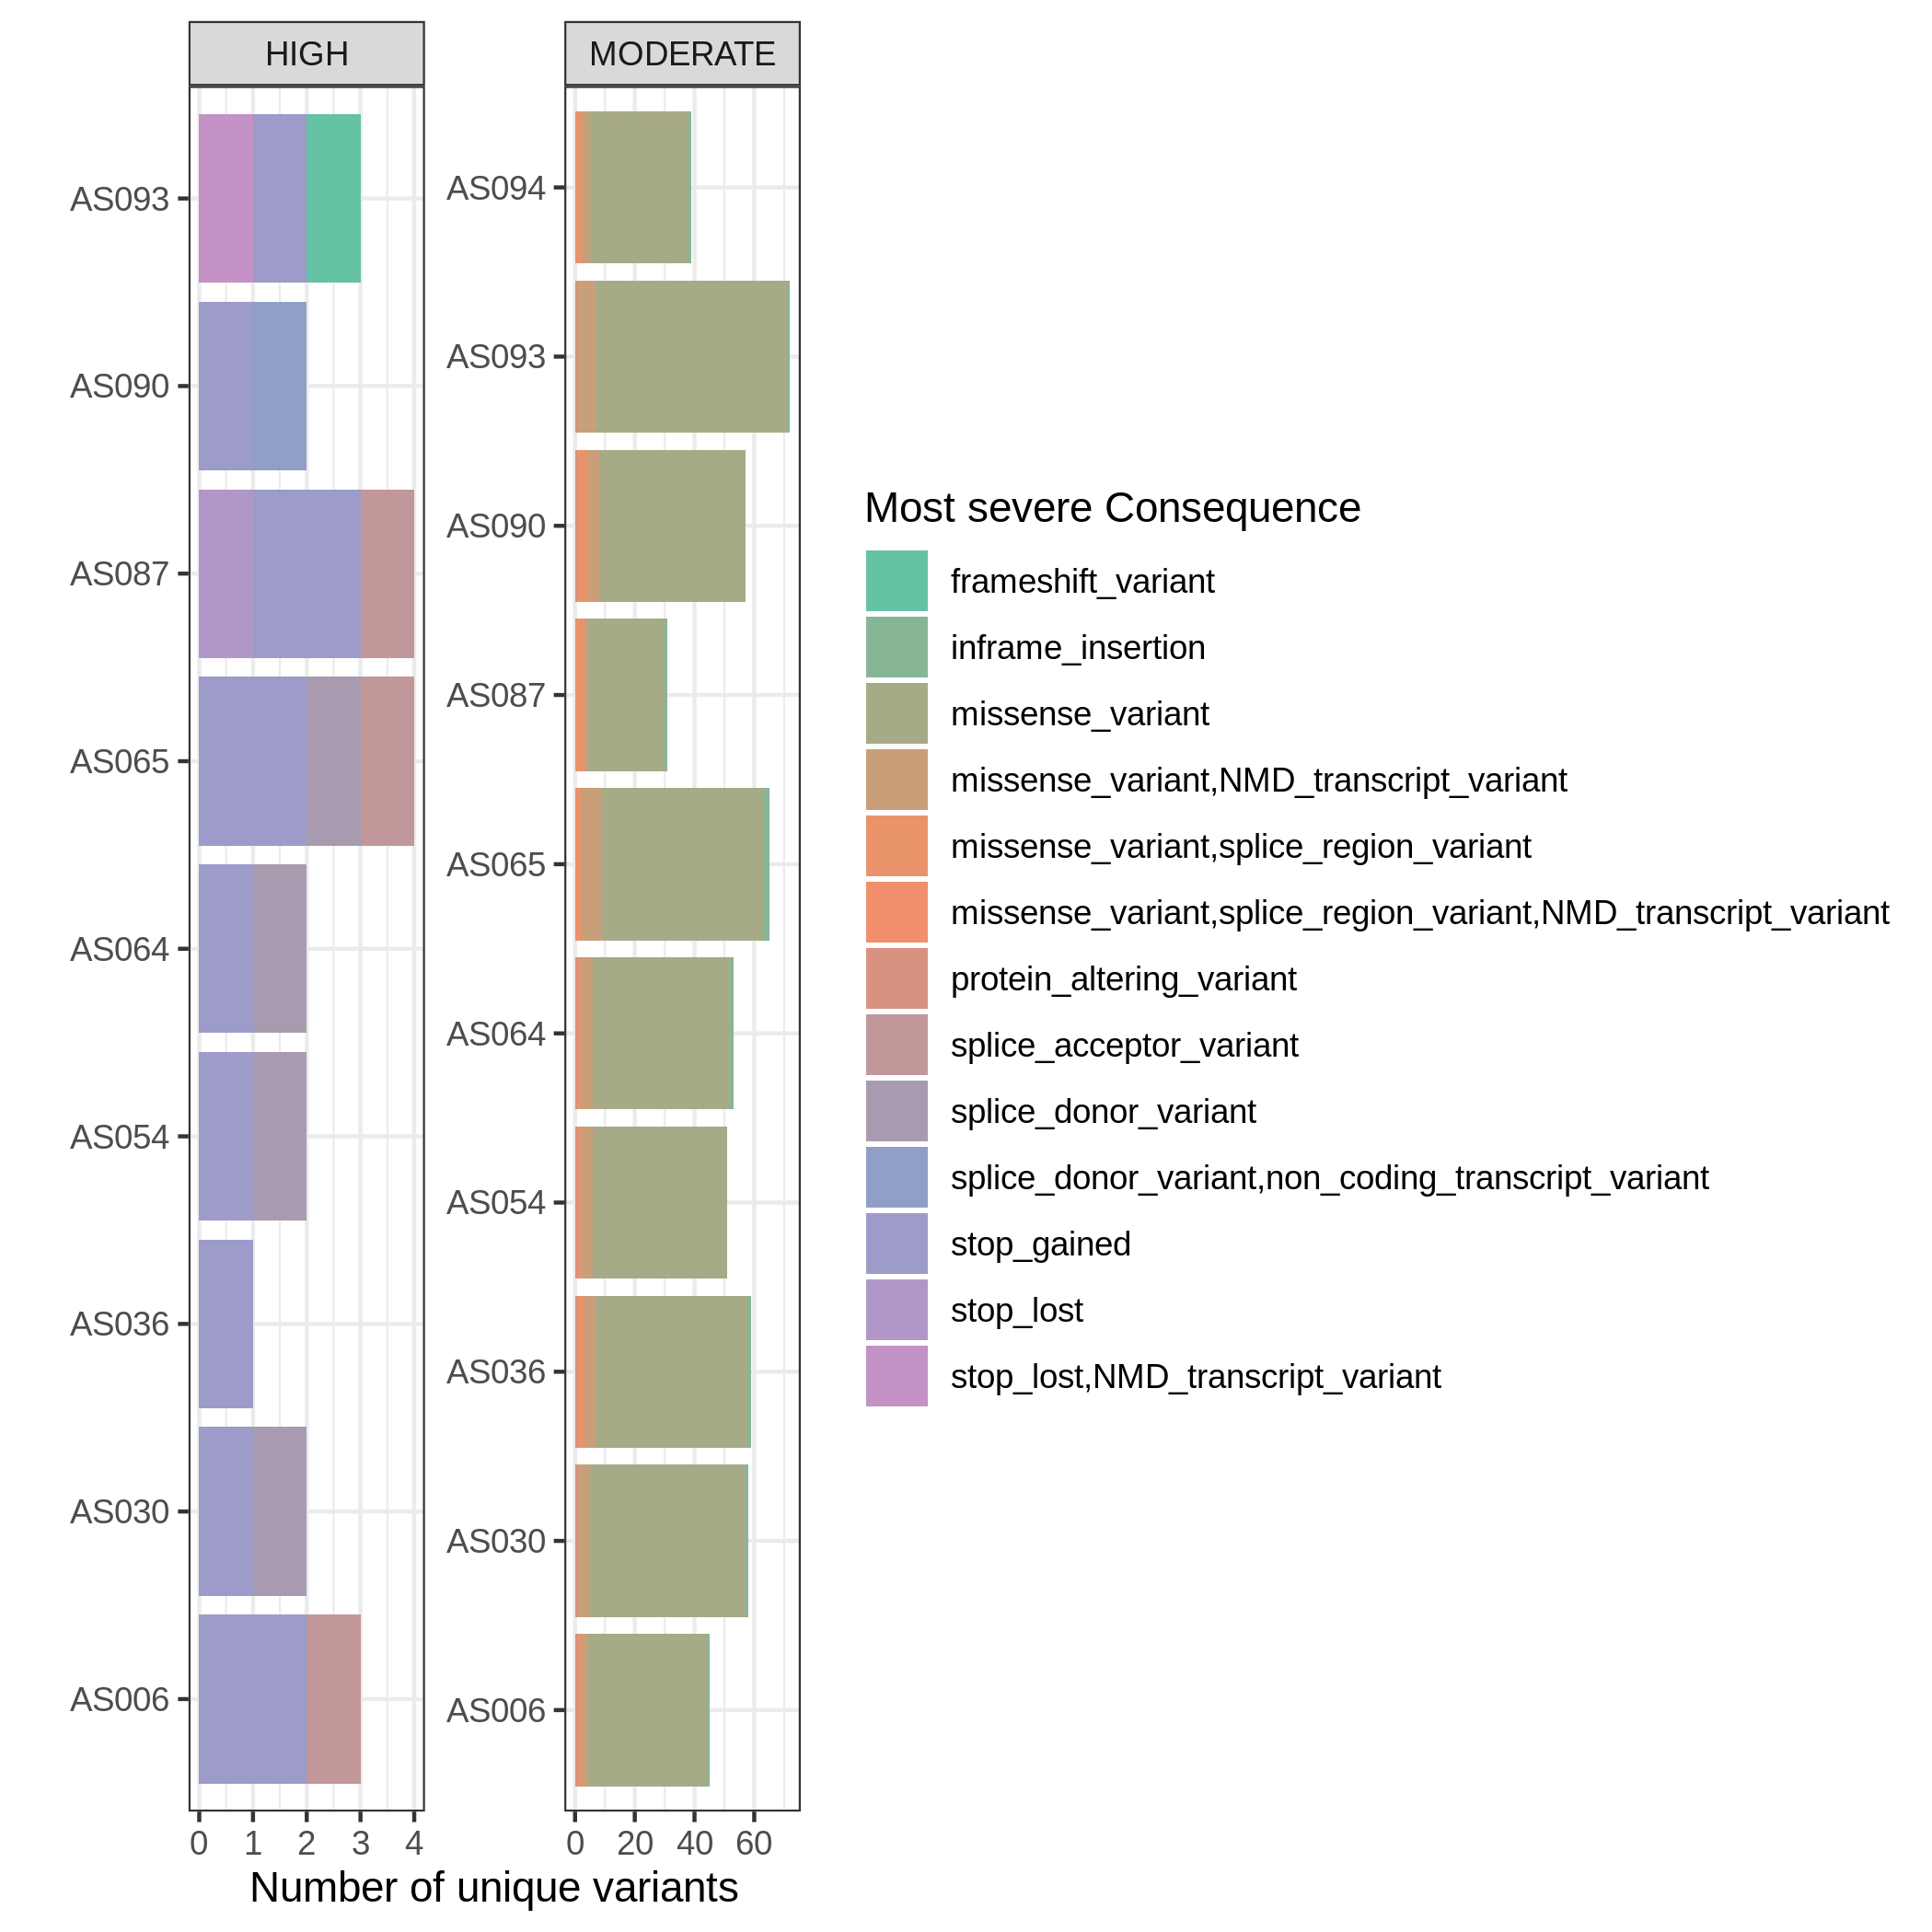 HIGH
MODERATE
AS093
AS090
AS087
AS065
AS064
AS054
AS036
AS030
AS006
0 1 2 3 4
AS094
AS093
AS090
AS087
AS065
AS064
AS054
AS036
AS030
AS006
0 20 40 60
Number of unique variants
Most severe Consequence
frameshift_variant
inframe_insertion
missense_variant
missense_variant,NMD_transcript_variant
missense_variant,splice_region_variant
missense_variant,splice_region_variant,NMD_transcript_variant
protein_altering_variant
splice_acceptor_variant
splice_donor_variant
splice_donor_variant,non_coding_transcript_variant
stop_gained
stop_lost
stop_lost,NMD_transcript_variant